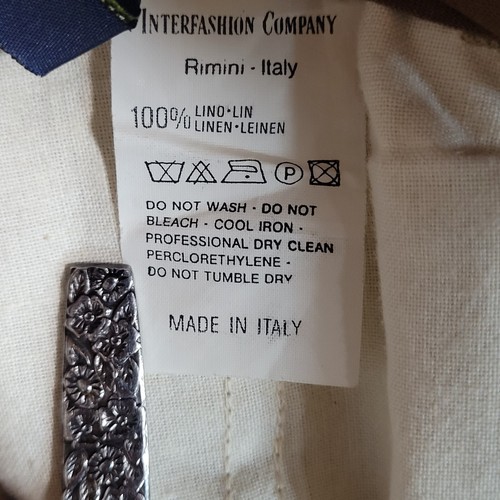 INTERFASHION COMPANY
Rimini - Italy
100% LINO·LIN
LINEN·LEINEN
P
DO NOT WASH - DO NOT
BLEACH - COOL IRON -
PROFESSIONAL DRY CLEAN
PERCLORETHYLENE -
DO NOT TUMBLE DRY
MADE IN ITALY